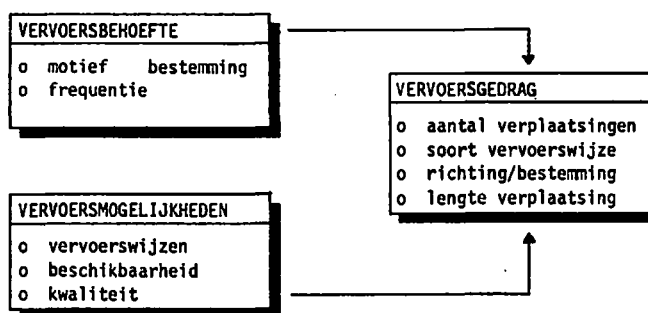 VERVOERSBEHOEFTE
o motief bestemming
o frequentie
VERVOERSGEDRAG
o aantal verplaatsingen
o soort vervoerswijze
o richting/bestemming
o lengte verplaatsing
VERVOERSMOGELIJKHEDEN
o vervoerswijzen
o beschikbaarheid
o kwaliteit